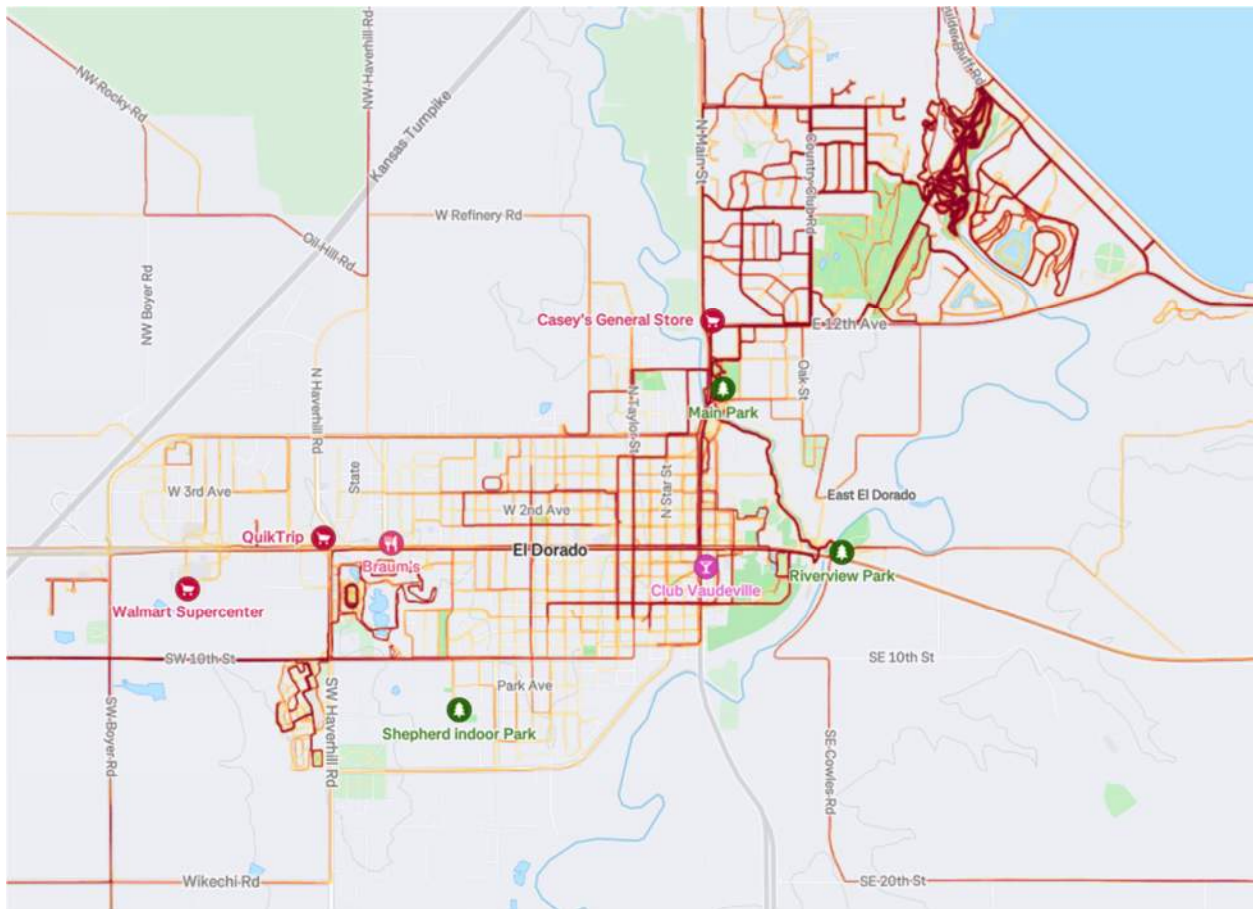 NW Rocky Rd
NW Haverhill Rd
Kansas Turnpike
N Main St
Country Club Rd
Bluff Rd
W Refinery Rd
Oil Hill Rd
NW Boyer Rd
Casey's General Store
E 12th Ave
N Haverhill Rd
N Taylor St
Oak St
Main Park
State
W 3rd Ave
W 2nd Ave
N Star St
East El Dorado
QuikTrip
Braum's
El Dorado
Walmart Supercenter
Club Vaudeville
Riverview Park
SW 10th St
SE 10th St
Park Ave
SW Boyer Rd
SW Haverhill Rd
Shepherd indoor Park
SE Cowles Rd
Wikechi Rd
SE 20th St